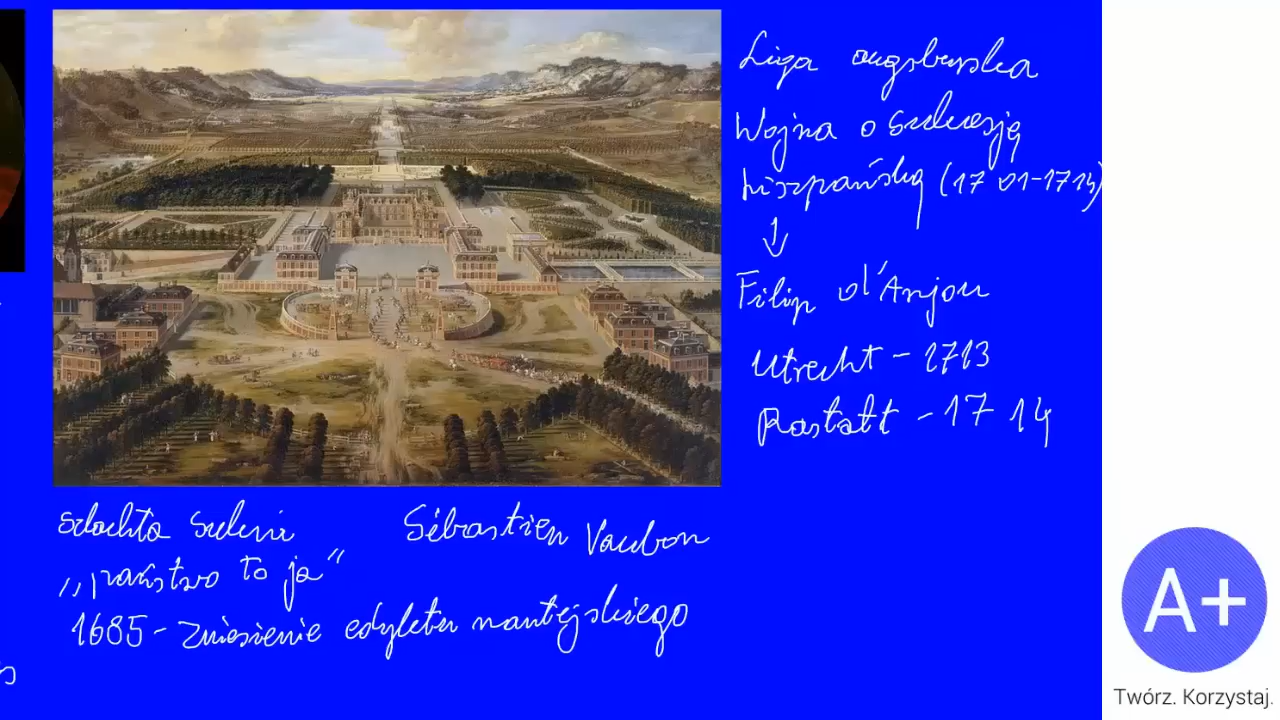 Liga augsburska
Wojna o sukcesję
hiszpańską (1701-1714)
↓
Filip d'Anjou
Utrecht - 1713
Rastatt - 1714
szlachta sukni
„państwo to ja"
Sébastien Vauban
1685 - zniesienie edyktu nantejskiego
A+
Twórz. Korzystaj.